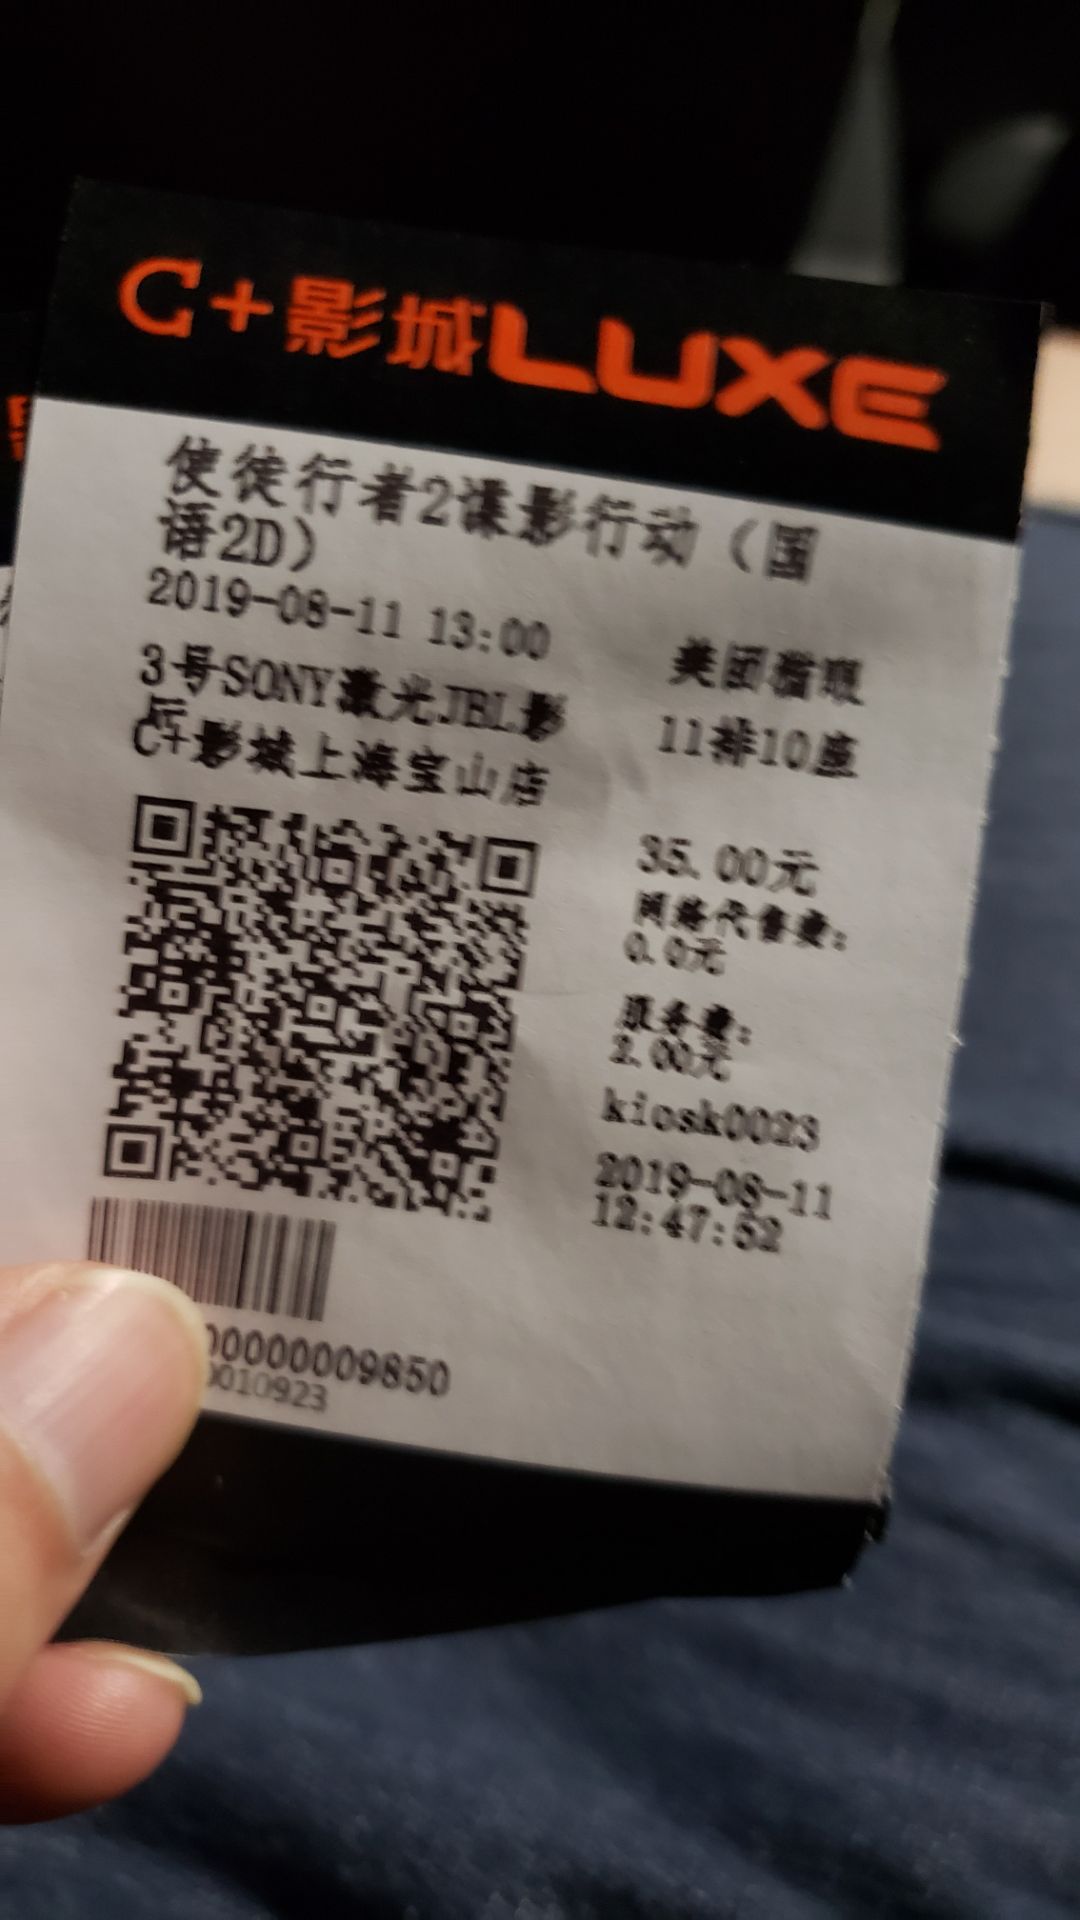 C+影城LUXE
使徒行者2谍影行动（国
语2D）
2019-08-11 13:00
美团猫眼
3号SONY激光JBL影
厅
11排10座
C+影城上海宝山店
35.00元
网络代售费:
0.0元
服务费:
2.00元
kiosk0023
2019-08-11
12:47:52
00000009850
0010923